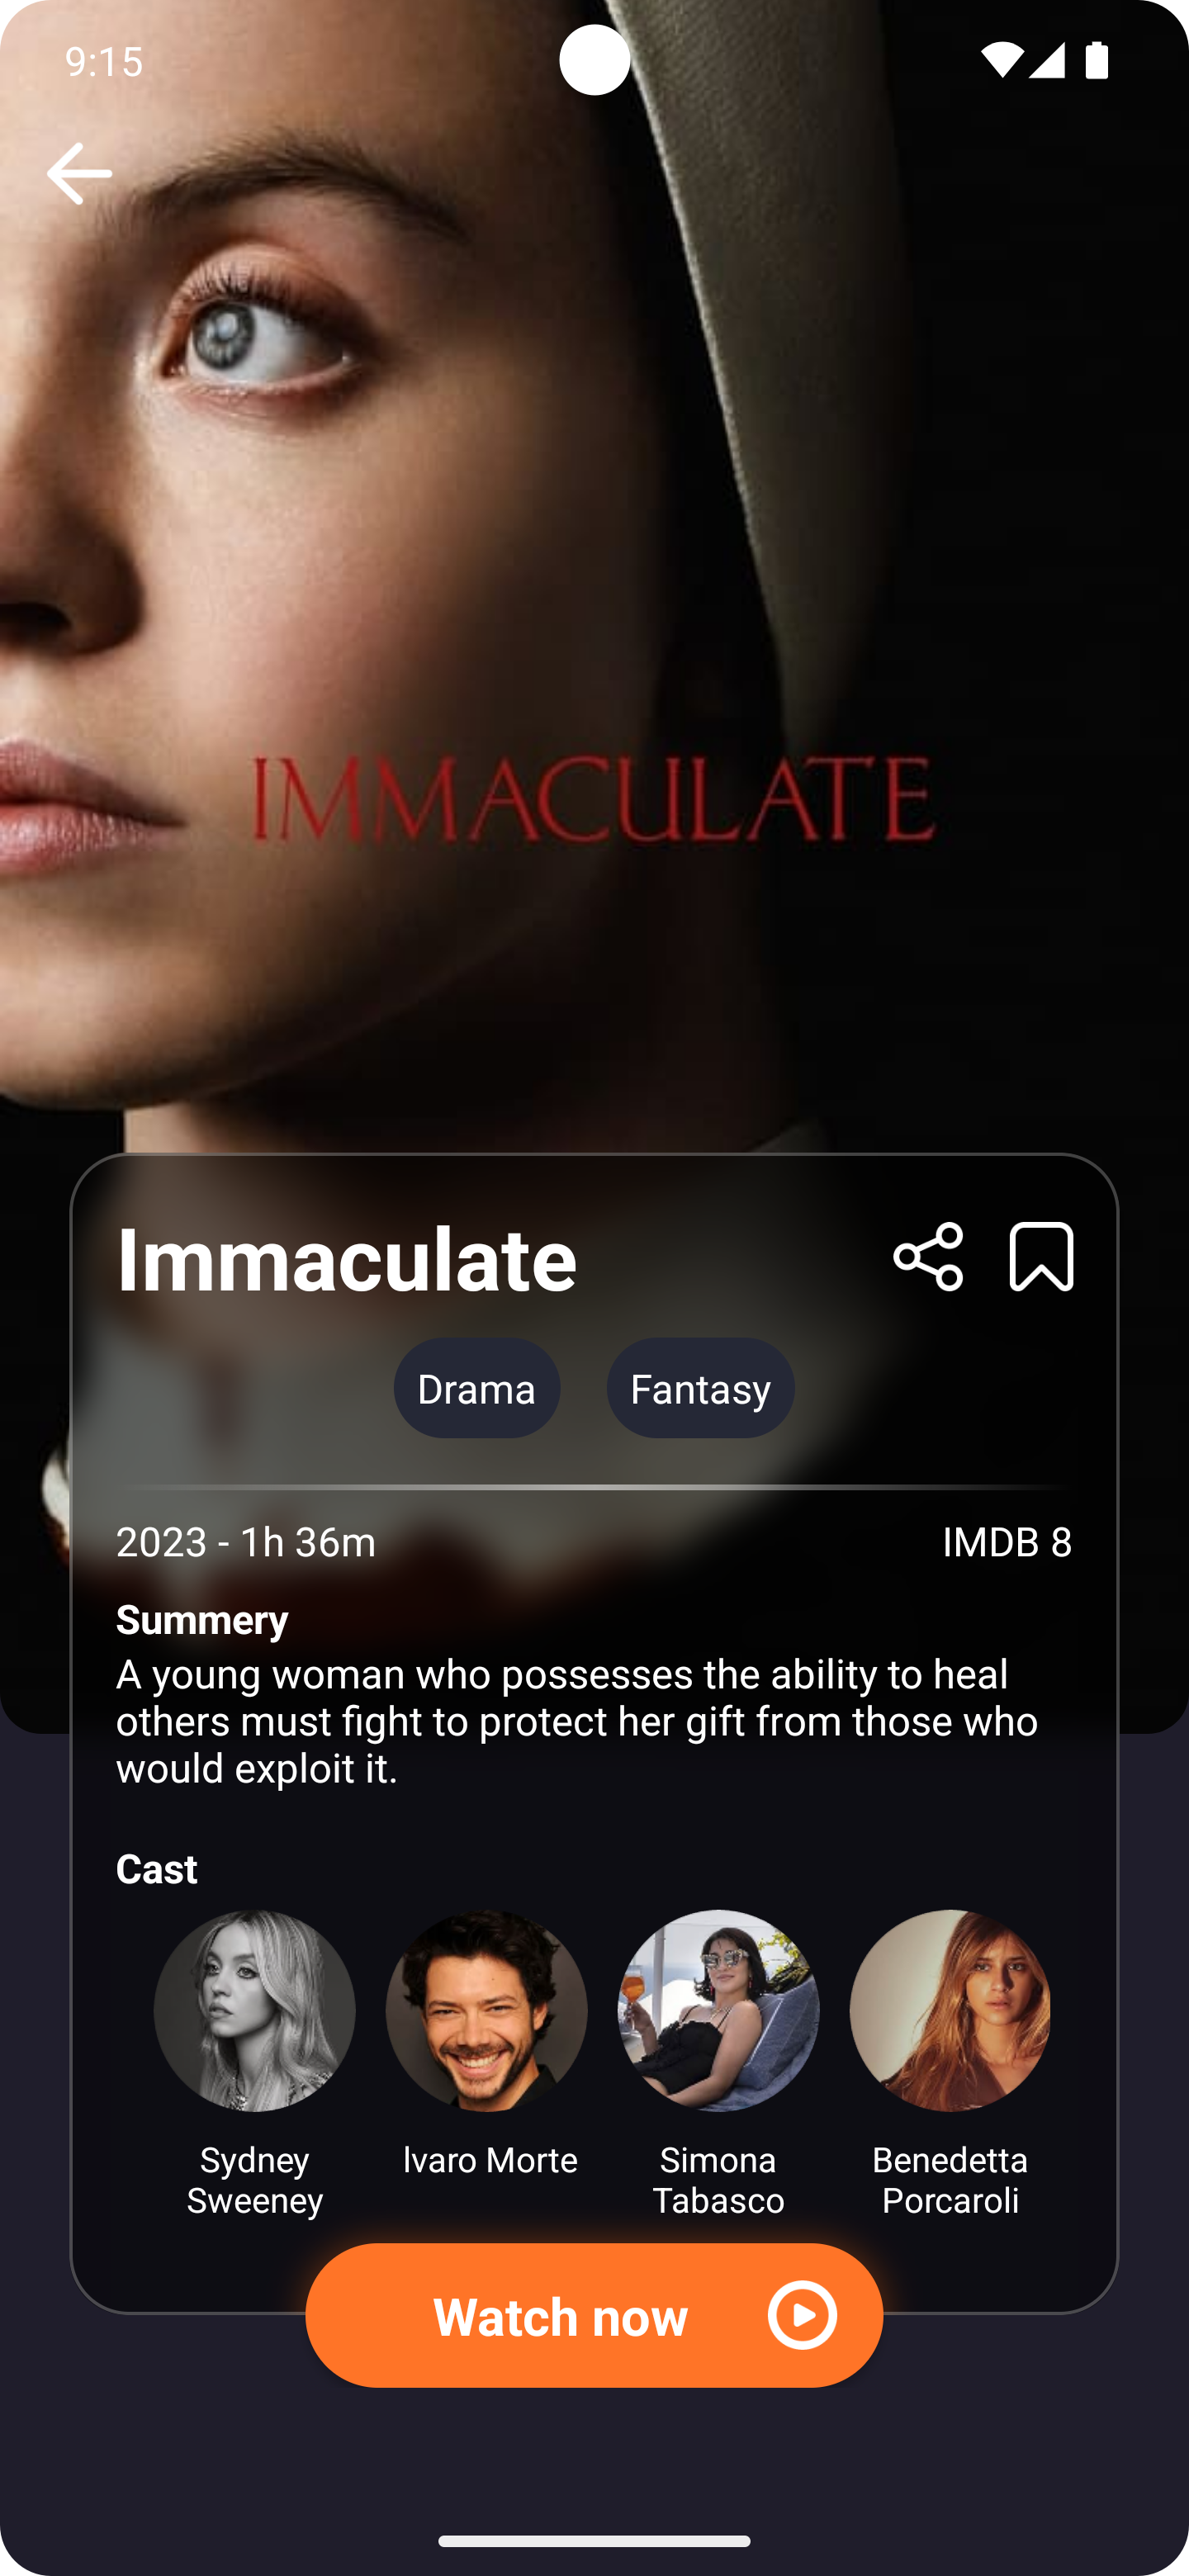 9:15
IMMACULATE
Immaculate
Drama
Fantasy
2023 - 1h 36m
IMDB 8
Summery
A young woman who possesses the ability to heal
others must fight to protect her gift from those who
would exploit it.
Cast
Sydney
Sweeney
lvaro Morte
Simona
Tabasco
Benedetta
Porcaroli
Watch now